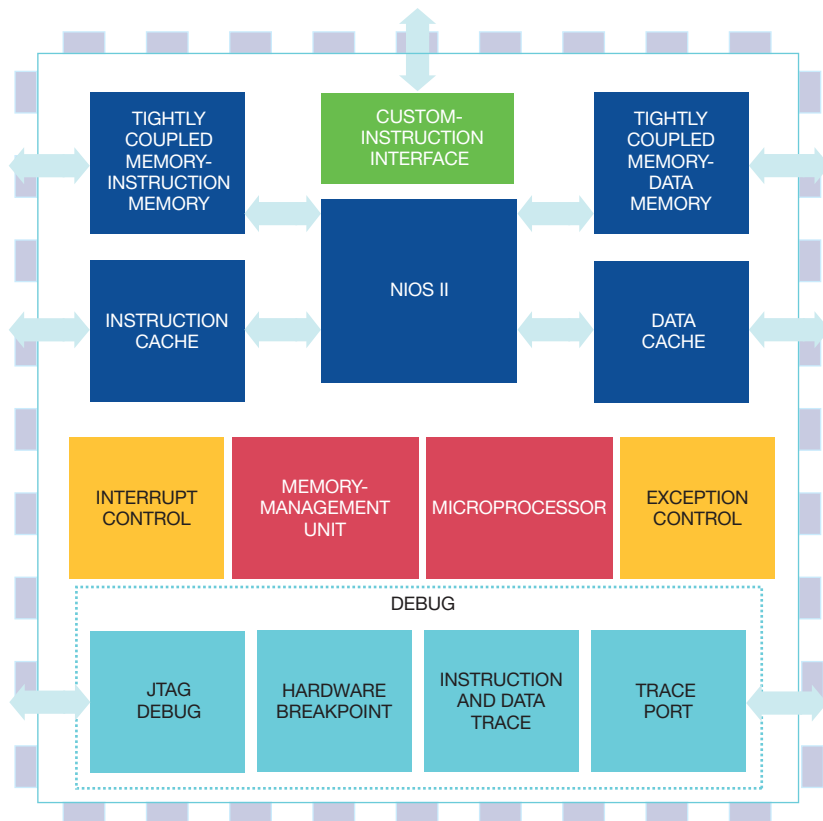 TIGHTLY
COUPLED
MEMORY-
INSTRUCTION
MEMORY
CUSTOM-
INSTRUCTION
INTERFACE
TIGHTLY
COUPLED
MEMORY-
DATA
MEMORY
INSTRUCTION
CACHE
NIOS II
DATA
CACHE
INTERRUPT
CONTROL
MEMORY-
MANAGEMENT
UNIT
MICROPROCESSOR
EXCEPTION
CONTROL
DEBUG
JTAG
DEBUG
HARDWARE
BREAKPOINT
INSTRUCTION
AND DATA
TRACE
TRACE
PORT